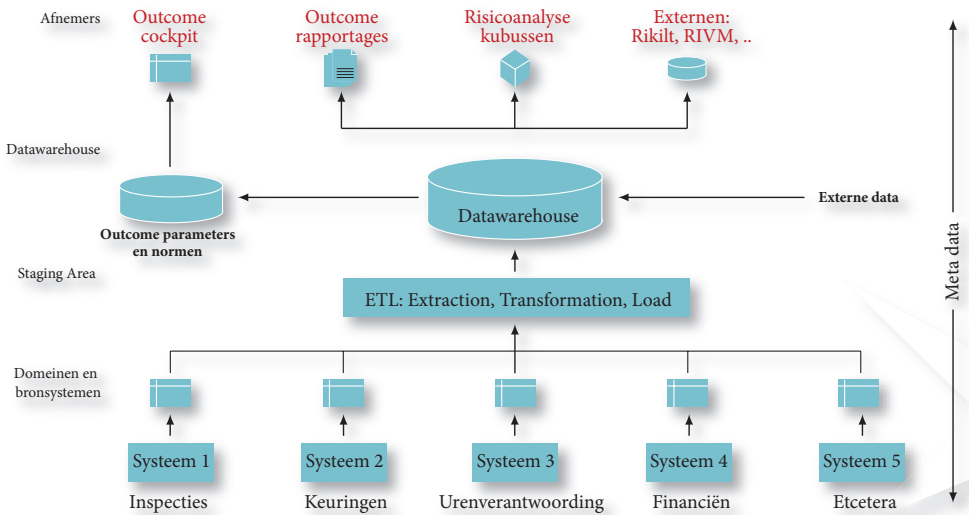 Afnemers
Outcome
cockpit
Outcome
rapportages
Risicoanalyse
kubussen
Externen:
Rikilt, RIVM, ..
Datawarehouse
Datawarehouse
Externe data
Outcome parameters
en normen
Staging Area
ETL: Extraction, Transformation, Load
Meta data
Domeinen en
bronsystemen
Systeem 1
Systeem 2
Systeem 3
Systeem 4
Systeem 5
Inspecties
Keuringen
Urenverantwoording
Financiën
Etcetera